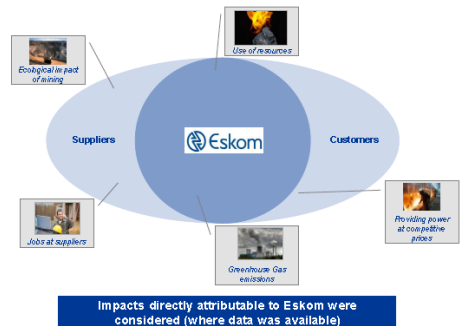 Use of resources
Ecological impact
of mining
Suppliers
Eskom
Customers
Jobs at suppliers
Providing power
at competitive
prices
Greenhouse Gas
emissions
Impacts directly attributable to Eskom were
considered (where data was available)